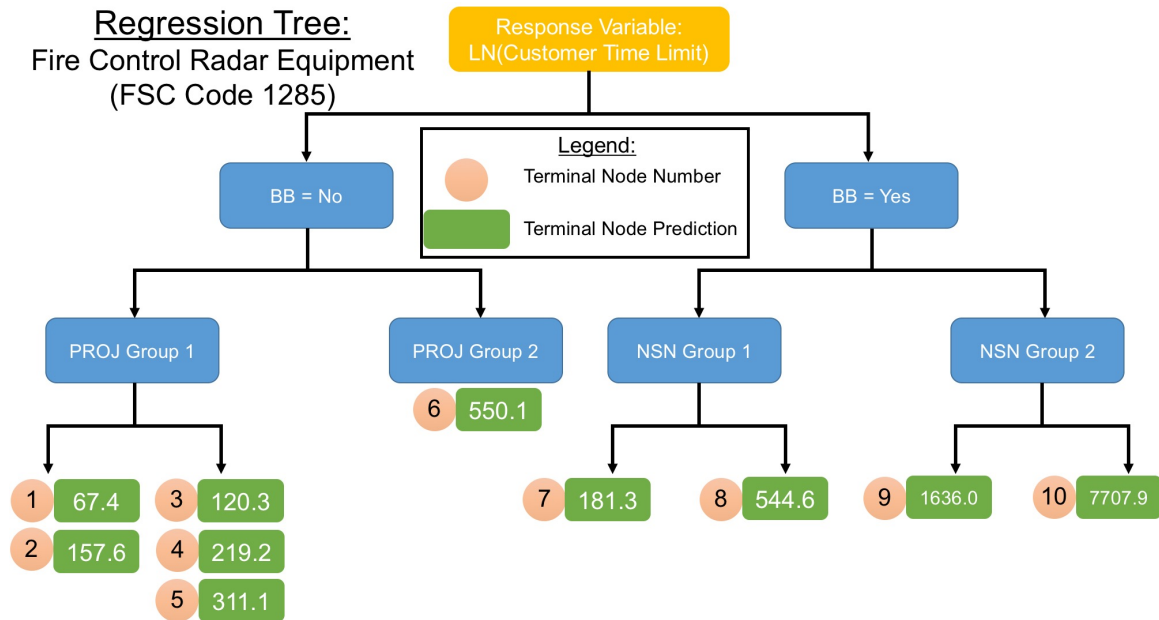 Regression Tree:
Fire Control Radar Equipment
(FSC Code 1285)
Response Variable:
LN(Customer Time Limit)
Legend:
Terminal Node Number
Terminal Node Prediction
BB = No
BB = Yes
PROJ Group 1
PROJ Group 2
NSN Group 1
NSN Group 2
6 550.1
1 67.4
2 157.6
3 120.3
4 219.2
5 311.1
7 181.3
8 544.6
9 1636.0
10 7707.9